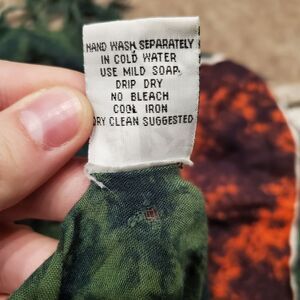 HAND WASH SEPARATELY
IN COLD WATER
USE MILD SOAP.
DRIP DRY
NO BLEACH
COOL IRON
DRY CLEAN SUGGESTED